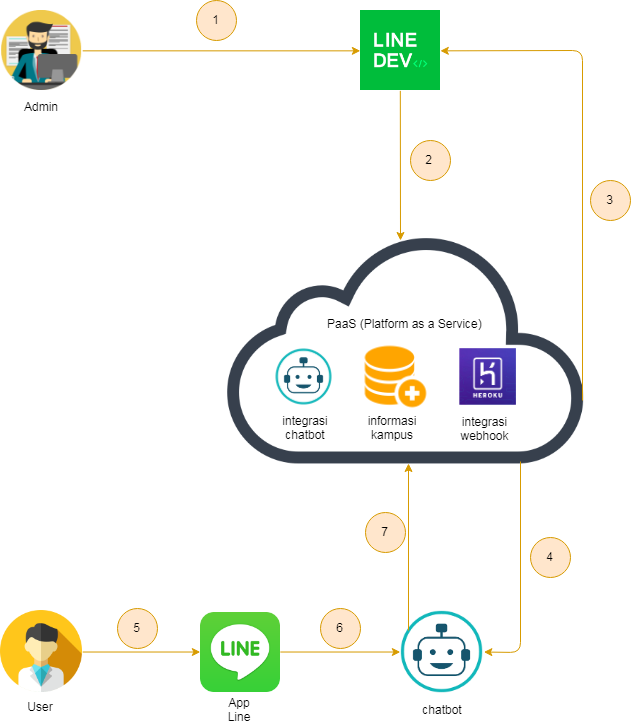 1
LINE
DEV</>
Admin
2
3
PaaS (Platform as a Service)
HEROKU
integrasi
chatbot
informasi
kampus
integrasi
webhook
7
4
5
6
LINE
User
App
Line
chatbot